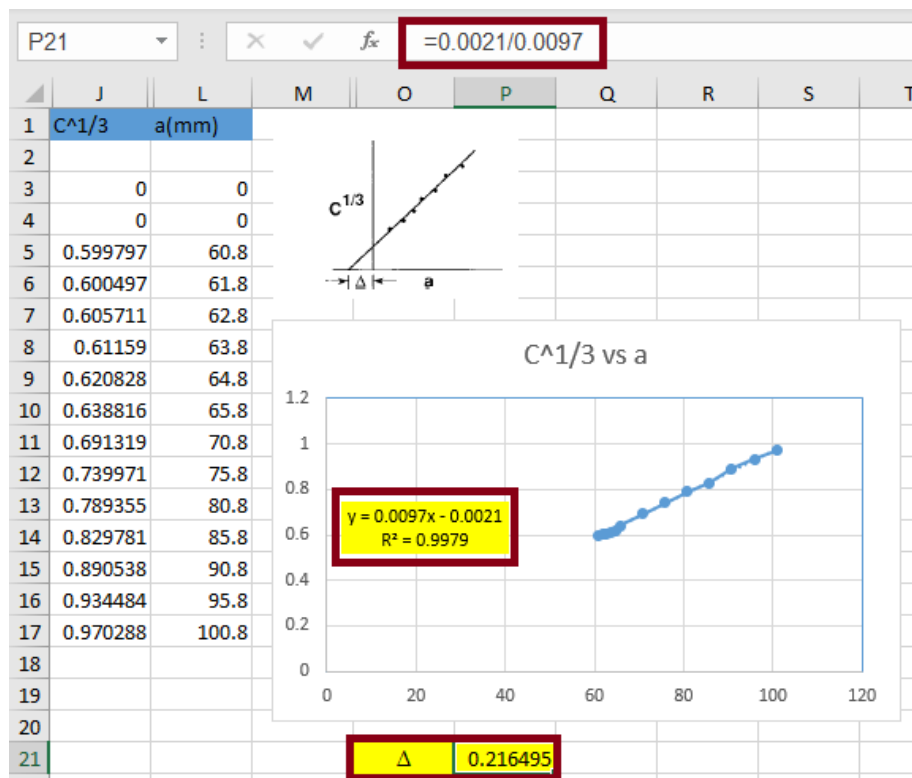 P21 fx =0.0021/0.0097
J L M O P Q R S T
1 C^1/3 a(mm)
2
3 0 0
4 0 0
5 0.599797 60.8
6 0.600497 61.8
7 0.605711 62.8
8 0.61159 63.8
9 0.620828 64.8
10 0.638816 65.8
11 0.691319 70.8
12 0.739971 75.8
13 0.789355 80.8
14 0.829781 85.8
15 0.890538 90.8
16 0.934484 95.8
17 0.970288 100.8
18
19
20
21 Δ 0.216495
C^1/3
Δ a
C^1/3 vs a
1.2
1
0.8
0.6
0.4
0.2
0
y = 0.0097x - 0.0021
R² = 0.9979
0 20 40 60 80 100 120